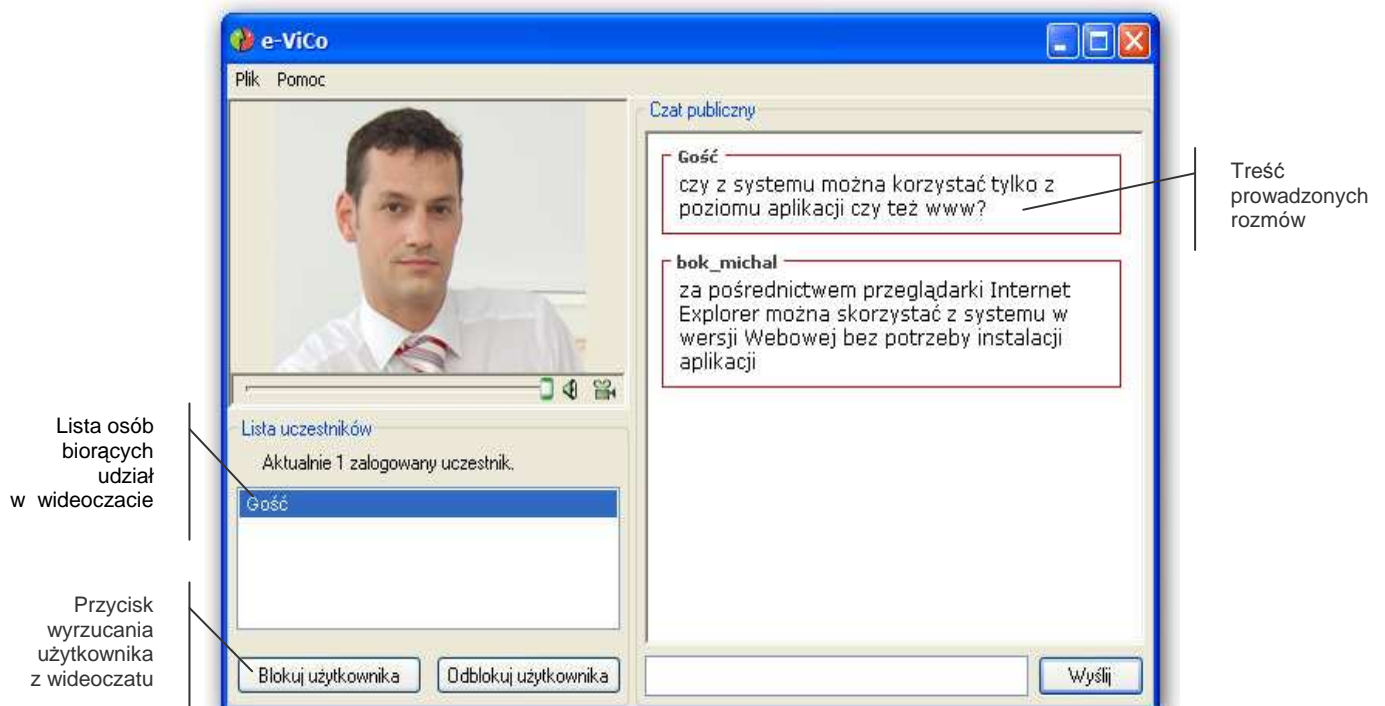 e-ViCo
Plik Pomoc
Czat publiczny
Gość
czy z systemu można korzystać tylko z
poziomu aplikacji czy też www?
bok_michal
za pośrednictwem przeglądarki Internet
Explorer można skorzystać z systemu w
wersji Webowej bez potrzeby instalacji
aplikacji
Treść
prowadzonych
rozmów
Lista uczestników
Aktualnie 1 zalogowany uczestnik.
Gość
Lista osób
biorących
udział
w wideoczacie
Przycisk
wyrzucania
użytkownika
z wideoczatu
Blokuj użytkownika
Odblokuj użytkownika
Wyślij